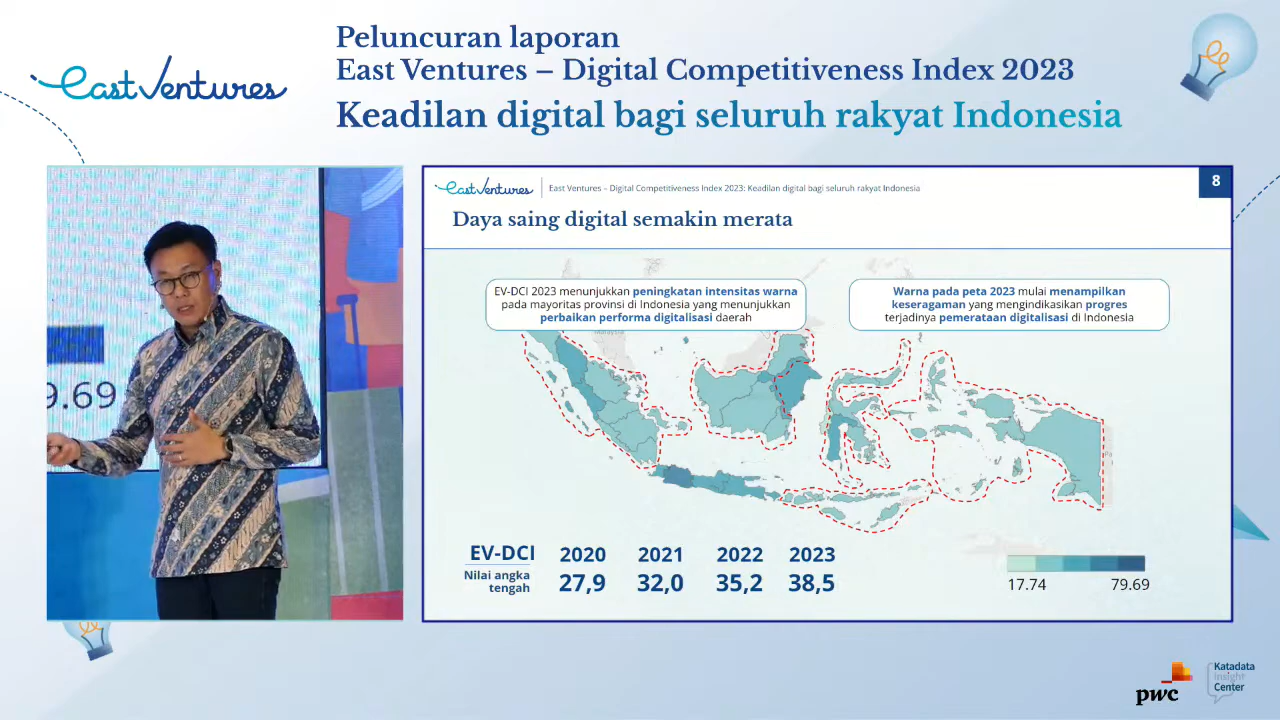 East Ventures
Peluncuran laporan
East Ventures – Digital Competitiveness Index 2023
Keadilan digital bagi seluruh rakyat Indonesia
9.69
East Ventures
East Ventures – Digital Competitiveness Index 2023: Keadilan digital bagi seluruh rakyat Indonesia
8
Daya saing digital semakin merata
EV-DCI 2023 menunjukkan peningkatan intensitas warna
pada mayoritas provinsi di Indonesia yang menunjukkan
perbaikan performa digitalisasi daerah
Warna pada peta 2023 mulai menampilkan
keseragaman yang mengindikasikan progres
terjadinya pemerataan digitalisasi di Indonesia
Malaysia
EV-DCI 2020 2021 2022 2023
Nilai angka
tengah
27,9 32,0 35,2 38,5
17.74 79.69
pwc
Katadata
Insight
Center